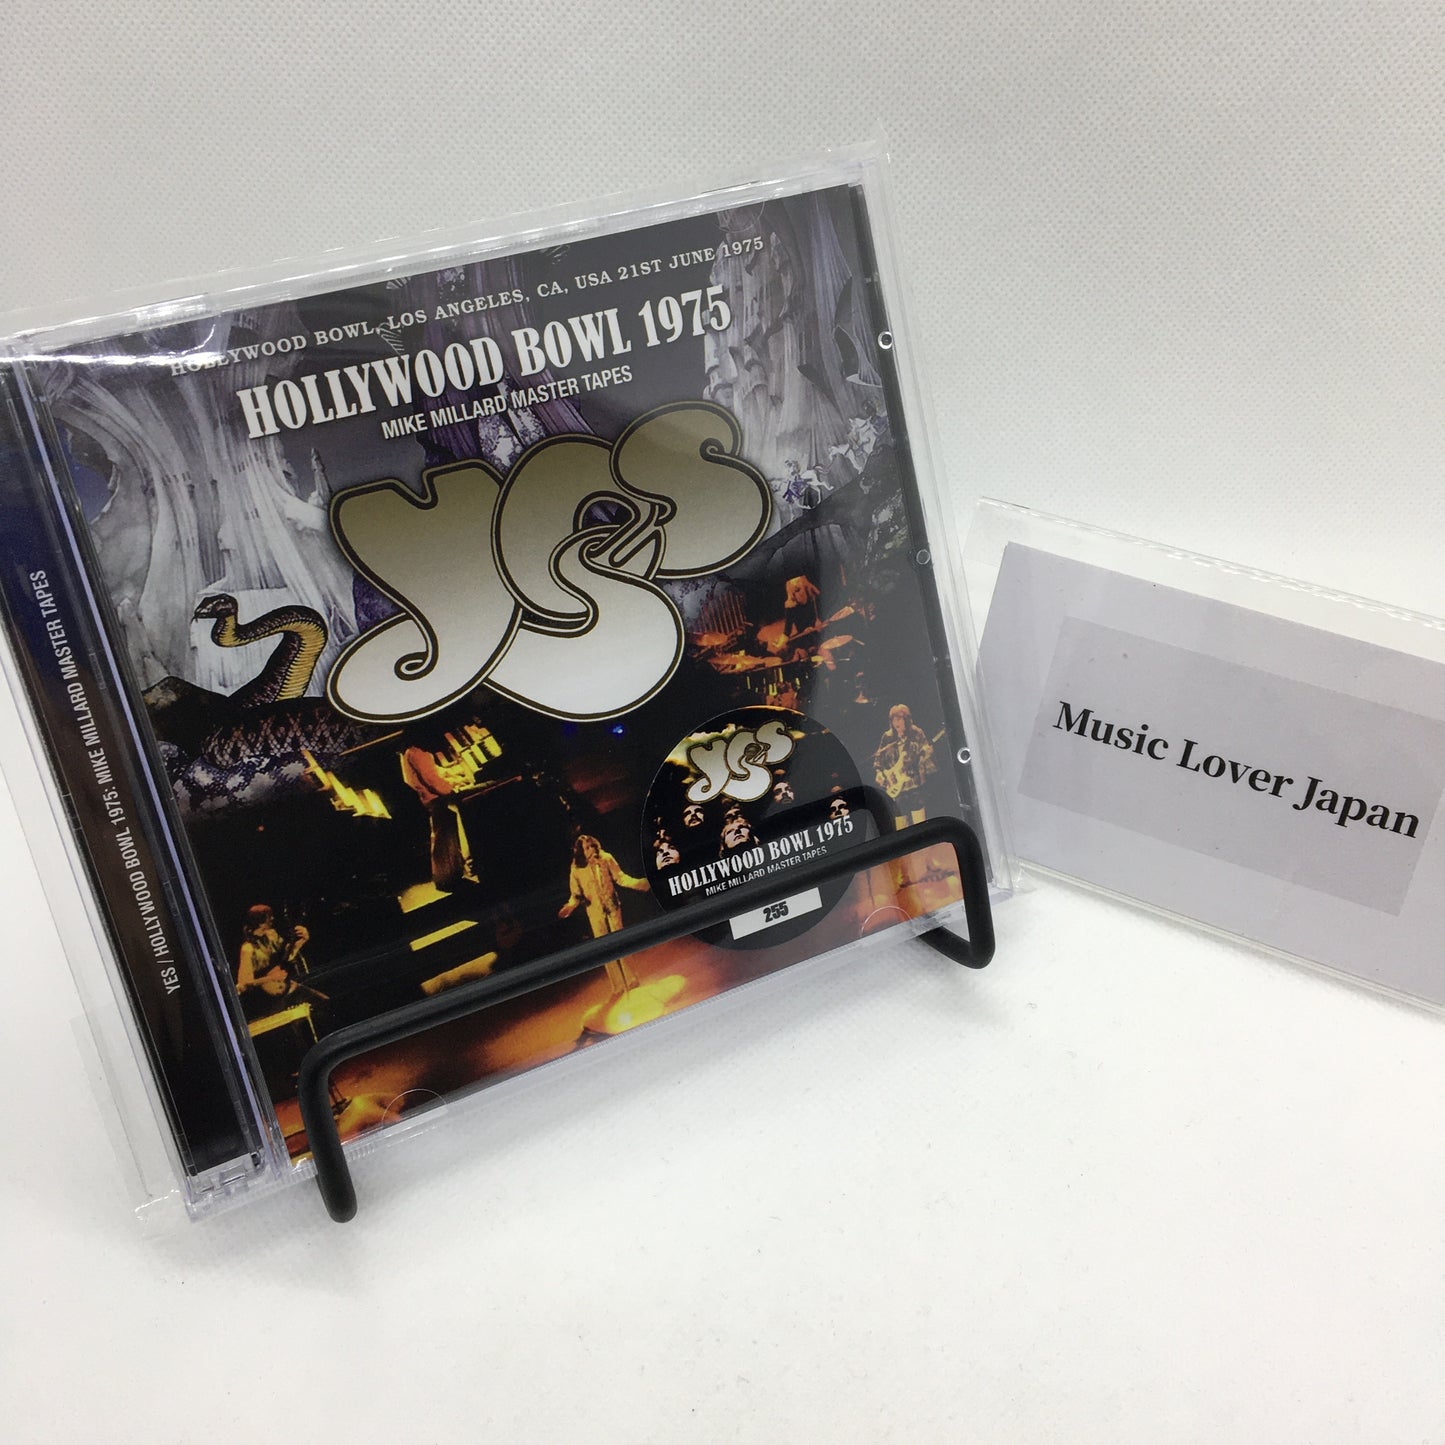 HOLLYWOOD BOWL, LOS ANGELES, CA, USA 21ST JUNE 1975
HOLLYWOOD BOWL 1975
MIKE MILLARD MASTER TAPES
yes
YES / HOLLYWOOD BOWL 1975: MIKE MILLARD MASTER TAPES
yes
HOLLYWOOD BOWL 1975
MIKE MILLARD MASTER TAPES
255
Music Lover Japan